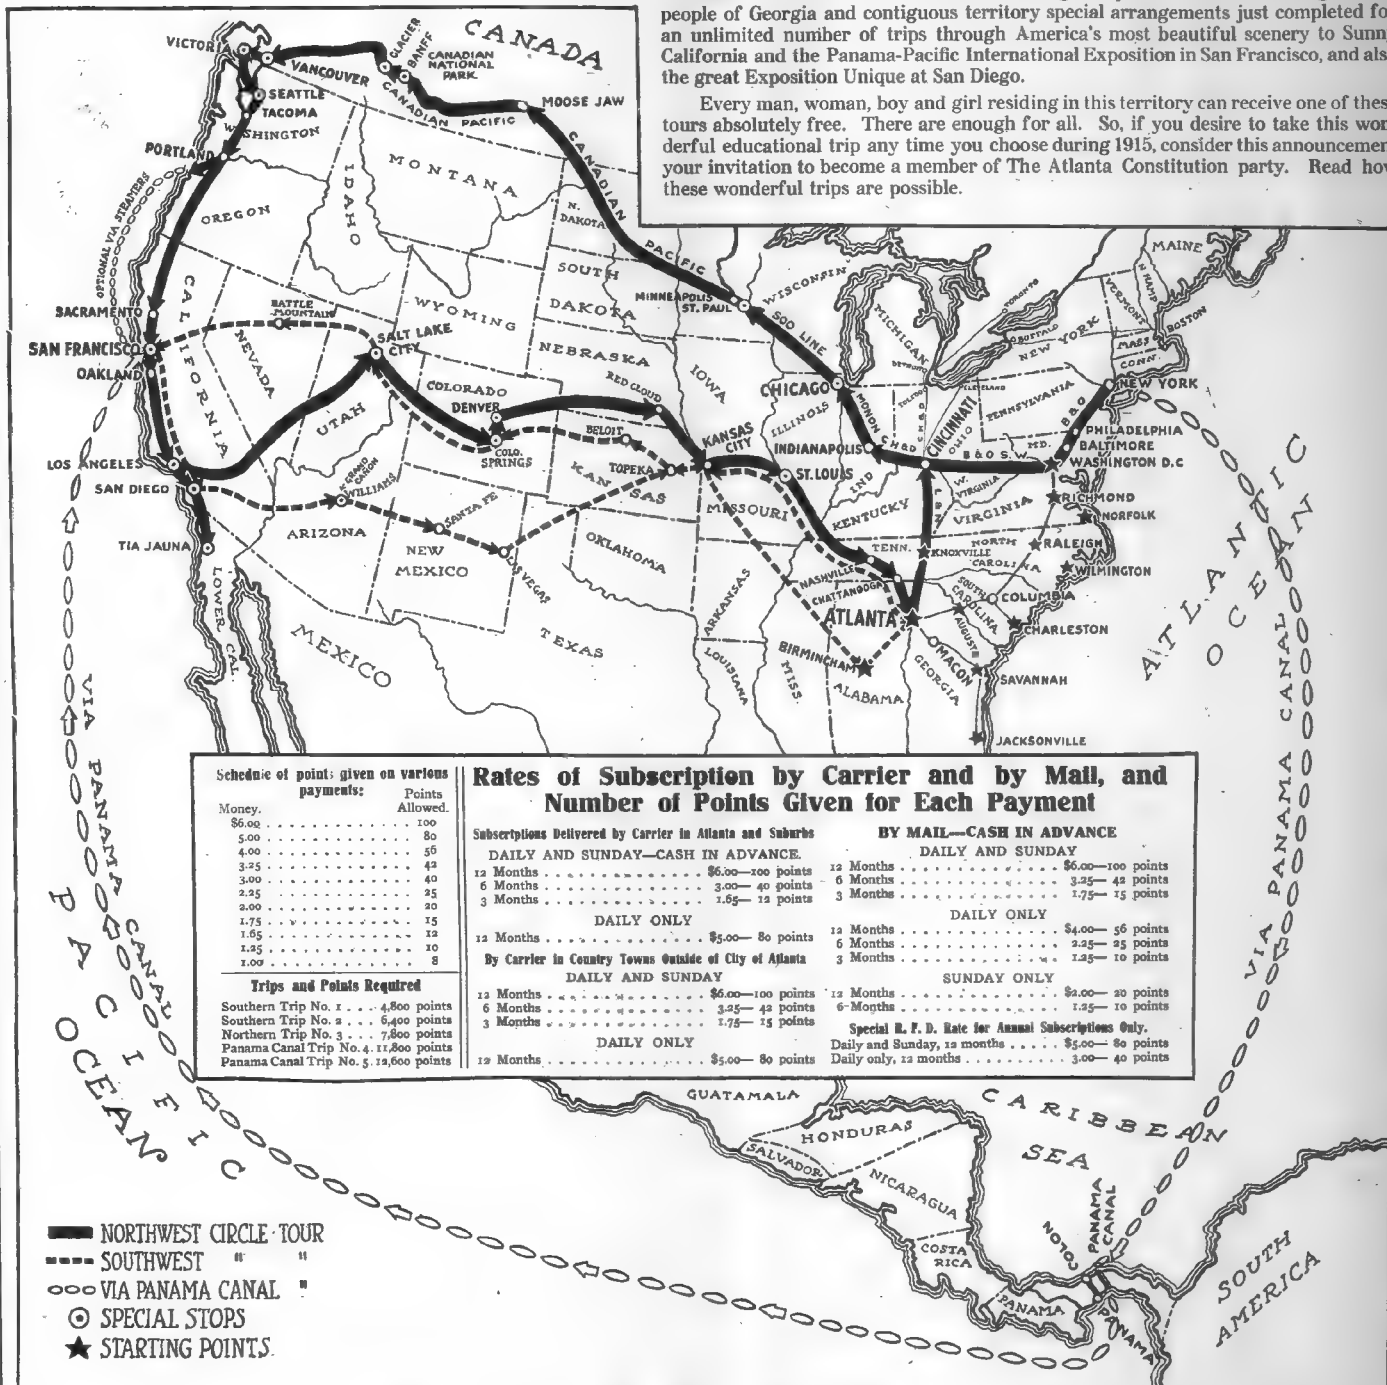 people of Georgia and contiguous territory special arrangements just completed fo
an unlimited number of trips through America's most beautiful scenery to Sunn
California and the Panama-Pacific International Exposition in San Francisco, and als
the great Exposition Unique at San Diego.
Every man, woman, boy and girl residing in this territory can receive one of thes
tours absolutely free. There are enough for all. So, if you desire to take this won
derful educational trip any time you choose during 1915, consider this announcemen
your invitation to become a member of The Atlanta Constitution party. Read how
these wonderful trips are possible.
CANADA
VICTORIA
VANCOUVER
GLACIER
BANFF
CANADIAN
NATIONAL
PARK
CANADIAN PACIFIC
MOOSE JAW
SEATTLE
TACOMA
WASHINGTON
PORTLAND
OPTIONAL VIA STEAMERS
OREGON
IDAHO
MONTANA
N.
DAKOTA
CANADIAN PACIFIC
SOUTH
DAKOTA
MINNEAPOLIS
ST. PAUL
WISCONSIN
SOO LINE
MICHIGAN
TORONTO
BUFFALO
NEW YORK
MAINE
VERMONT
N. HAMP
BOSTON
MASS
CONN.
SACRAMENTO
SAN FRANCISCO
OAKLAND
CALIFORNIA
NEVADA
BATTLE
MOUNTAIN
SALT LAKE
CITY
UTAH
WYOMING
NEBRASKA
IOWA
COLORADO
DENVER
COLO.
SPRINGS
RED CLOUD
BELOIT
TOPEKA
KANSAS
KANSAS
CITY
CHICAGO
ILLINOIS
MONON
DETROIT
TOLEDO
CLEVELAND
INDIANAPOLIS
IND
CH&D
CINCINNATI
OHIO
PENNSYLVANIA
MD.
B&O
B&O S.W.
NEW YORK
PHILADELPHIA
BALTIMORE
WASHINGTON D.C
RICHMOND
NORFOLK
W.
VIRGINIA
VIRGINIA
LOS ANGELES
SAN DIEGO
TIA JAUNA
LOWER CAL.
GRAND
CANON
WILLIAMS
ARIZONA
SANTA FE
NEW
MEXICO
LAS VEGAS
OKLAHOMA
MISSOURI
ST. LOUIS
KENTUCKY
L&N
TENN.
KNOXVILLE
NORTH
CAROLINA
RALEIGH
WILMINGTON
NASHVILLE
CHATTANOOGA
ATLANTA
SOUTH
CAROLINA
COLUMBIA
AUGUSTA
CHARLESTON
MACON
GEORGIA
SAVANNAH
BIRMINGHAM
ALABAMA
MISS.
ARKANSAS
LOUISIANA
TEXAS
MEXICO
JACKSONVILLE
ATLANTIC
OCEAN
VIA PANAMA CANAL
VIA PANAMA CANAL
VIA PANAMA CANAL
PACIFIC
OCEAN
Schedule of points given on various
payments:
Money. Points Allowed.
$6.00 100
5.00 80
4.00 56
3.25 42
3.00 40
2.25 25
2.00 20
1.75 15
1.65 12
1.25 10
1.00 8
Trips and Points Required
Southern Trip No. 1 . . . 4,800 points
Southern Trip No. 2 . . . 6,400 points
Northern Trip No. 3 . . . 7,800 points
Panama Canal Trip No. 4. 11,800 points
Panama Canal Trip No. 5. 12,600 points
Rates of Subscription by Carrier and by Mail, and
Number of Points Given for Each Payment
Subscriptions Delivered by Carrier in Atlanta and Suburbs
DAILY AND SUNDAY—CASH IN ADVANCE.
12 Months $6.00—100 points
6 Months 3.00— 40 points
3 Months 1.65— 12 points
DAILY ONLY
12 Months $5.00— 80 points
By Carrier in Country Towns Outside of City of Atlanta
DAILY AND SUNDAY
12 Months $6.00—100 points
6 Months 3.25— 42 points
3 Months 1.75— 15 points
DAILY ONLY
12 Months $5.00— 80 points
BY MAIL—CASH IN ADVANCE
DAILY AND SUNDAY
12 Months $6.00—100 points
6 Months 3.25— 42 points
3 Months 1.75— 15 points
DAILY ONLY
12 Months $4.00— 56 points
6 Months 2.25— 25 points
3 Months 1.25— 10 points
SUNDAY ONLY
12 Months $2.00— 20 points
6 Months 1.25— 10 points
Special R. F. D. Rate for Annual Subscriptions Only.
Daily and Sunday, 12 months $5.00— 80 points
Daily only, 12 months 3.00— 40 points
GUATAMALA
HONDURAS
SALVADOR
NICARAGUA
COSTA
RICA
PANAMA
CARIBBEAN
SEA
COLON
PANAMA
CANAL
PANAMA
SOUTH
AMERICA
NORTHWEST CIRCLE TOUR
SOUTHWEST " "
VIA PANAMA CANAL "
SPECIAL STOPS
STARTING POINTS.